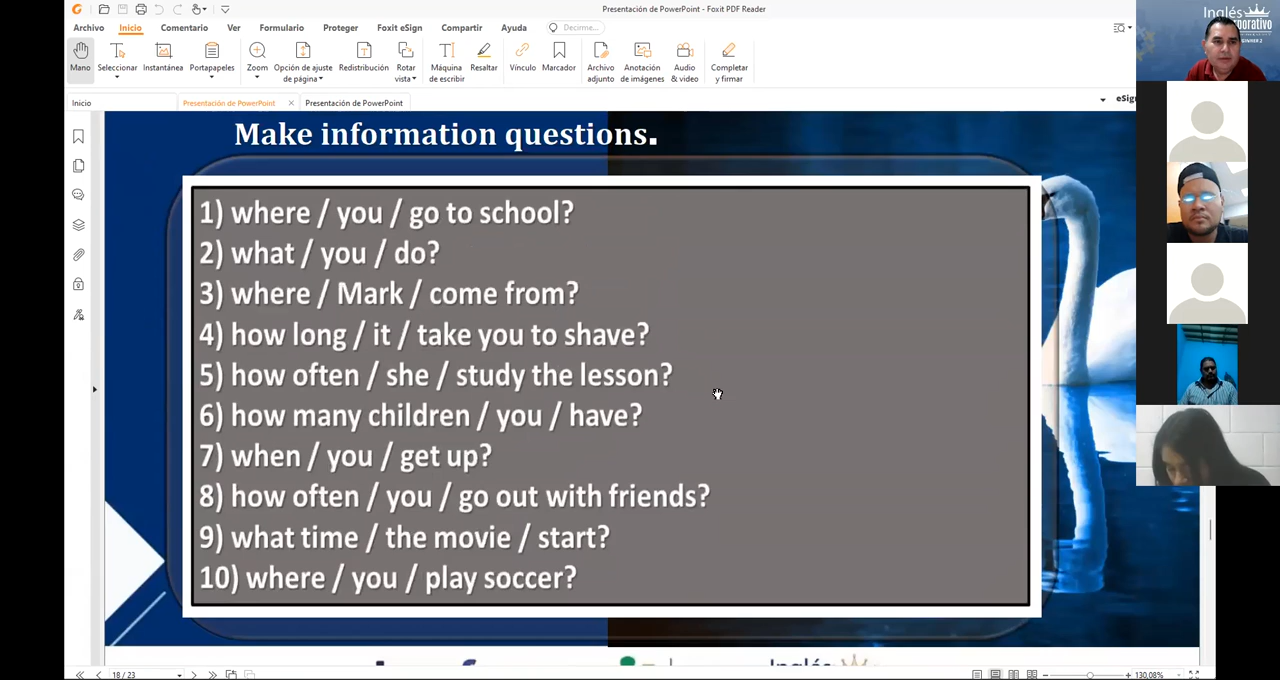 Presentación de PowerPoint - Foxit PDF Reader
Archivo Inicio Comentario Ver Formulario Proteger Foxit eSign Compartir Ayuda Decirme...
Mano Seleccionar Instantánea Portapapeles Zoom Opción de ajuste de página Redistribución Rotar vista Máquina de escribir Resaltar Vínculo Marcador Archivo adjunto Anotación de imágenes Audio & video Completar y firmar
Inicio Presentación de PowerPoint Presentación de PowerPoint eSign
Make information questions.
1) where / you / go to school?
2) what / you / do?
3) where / Mark / come from?
4) how long / it / take you to shave?
5) how often / she / study the lesson?
6) how many children / you / have?
7) when / you / get up?
8) how often / you / go out with friends?
9) what time / the movie / start?
10) where / you / play soccer?
18 / 23 130,08%
Inglés